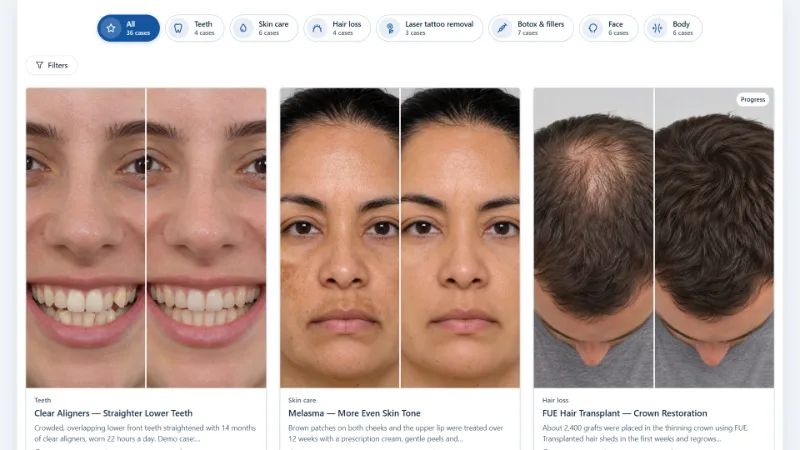 All
36 cases
Teeth
4 cases
Skin care
6 cases
Hair loss
4 cases
Laser tattoo removal
3 cases
Botox & fillers
7 cases
Face
6 cases
Body
6 cases
Filters
Progress
Teeth
Clear Aligners — Straighter Lower Teeth
Crowded, overlapping lower front teeth straightened with 14 months
of clear aligners, worn 22 hours a day. Demo case:...
Skin care
Melasma — More Even Skin Tone
Brown patches on both cheeks and the upper lip were treated over
12 weeks with a prescription cream, gentle peels and...
Hair loss
FUE Hair Transplant — Crown Restoration
About 2,400 grafts were placed in the thinning crown using FUE.
Transplanted hair sheds in the first weeks and regrows...